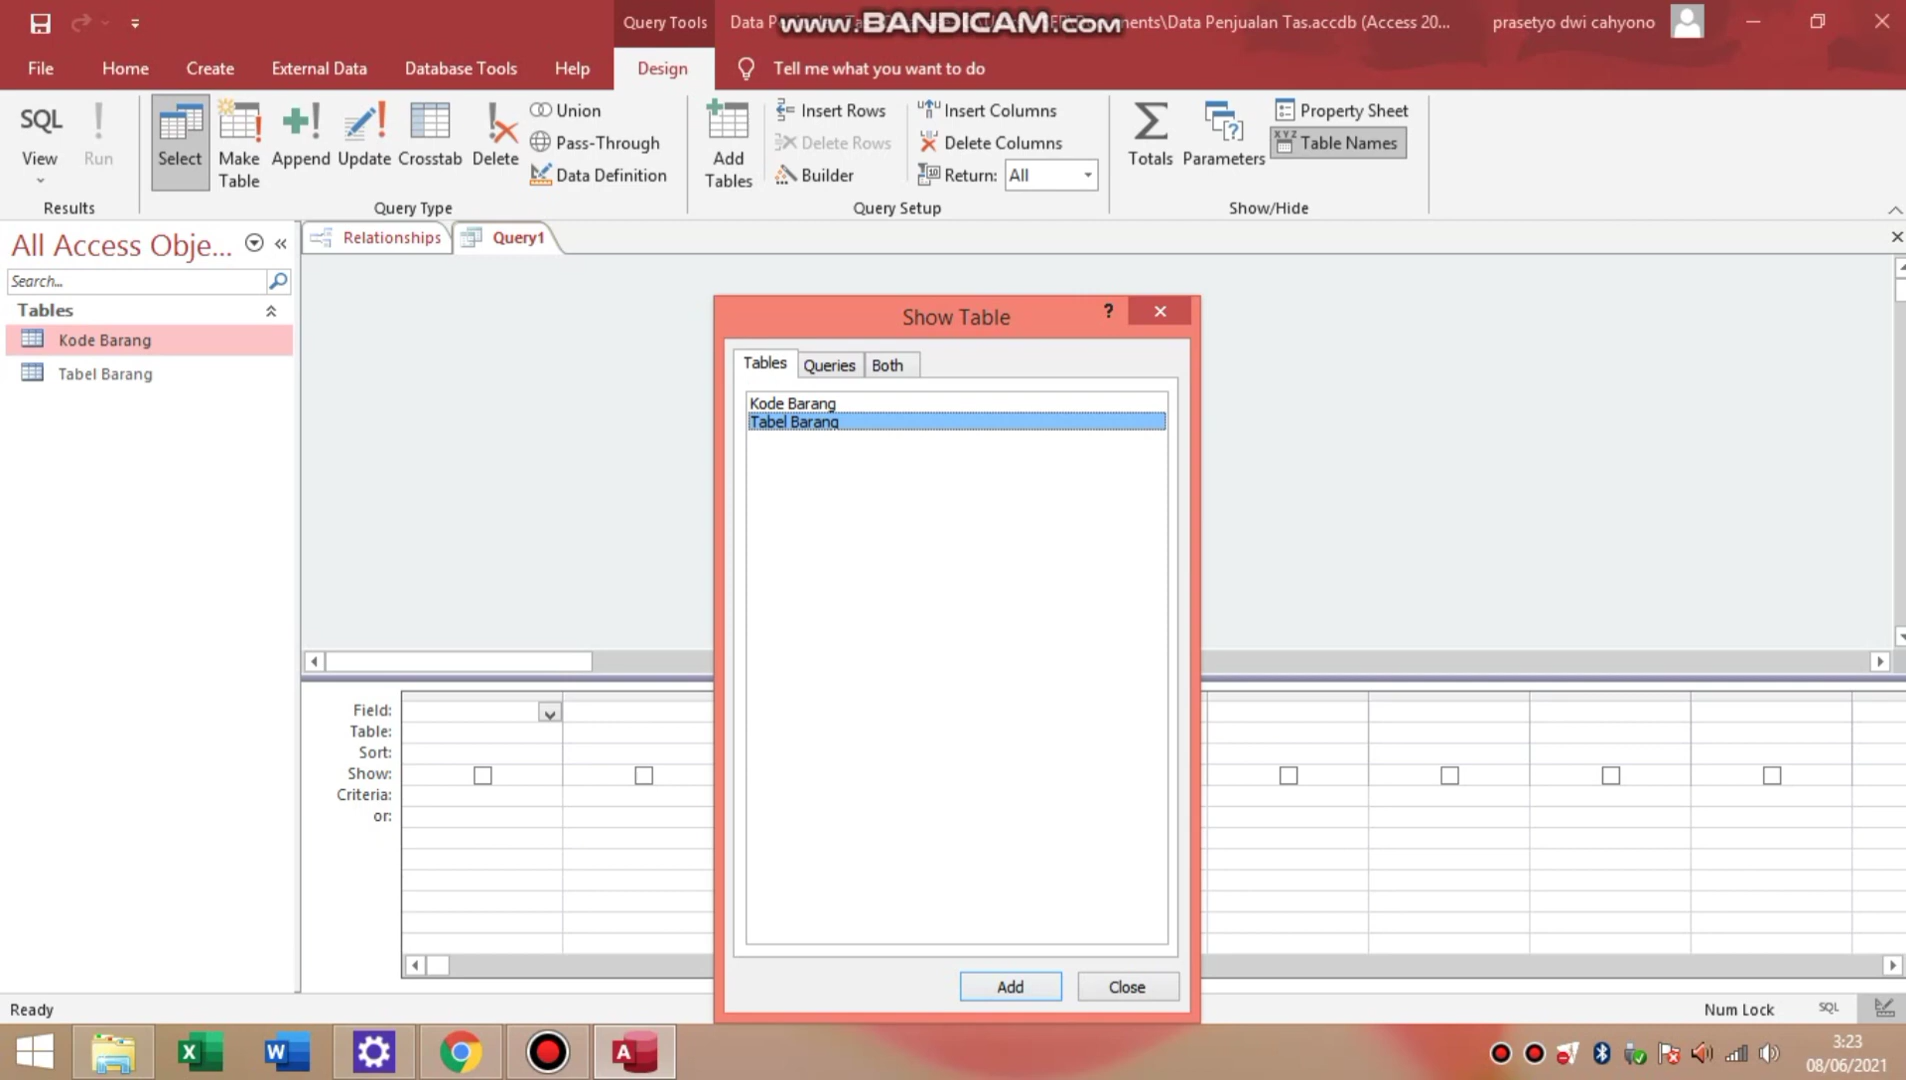 Query Tools
Data P
www.BANDICAM.com
ments\Data Penjualan Tas.accdb (Access 20...
prasetyo dwi cahyono
File
Home
Create
External Data
Database Tools
Help
Design
Tell me what you want to do
SQL
View
Run
Select
Make
Table
Append
Update
Crosstab
Delete
Union
Pass-Through
Data Definition
Add
Tables
Insert Rows
Delete Rows
Builder
Insert Columns
Delete Columns
Return: All
Totals
Parameters
Property Sheet
XYZ
Table Names
Results
Query Type
Query Setup
Show/Hide
All Access Obje...
Search...
Tables
Kode Barang
Tabel Barang
Relationships
Query1
Show Table
?
Tables
Queries
Both
Kode Barang
Tabel Barang
Add
Close
Field:
Table:
Sort:
Show:
Criteria:
or:
Ready
Num Lock
SQL
3:23
08/06/2021